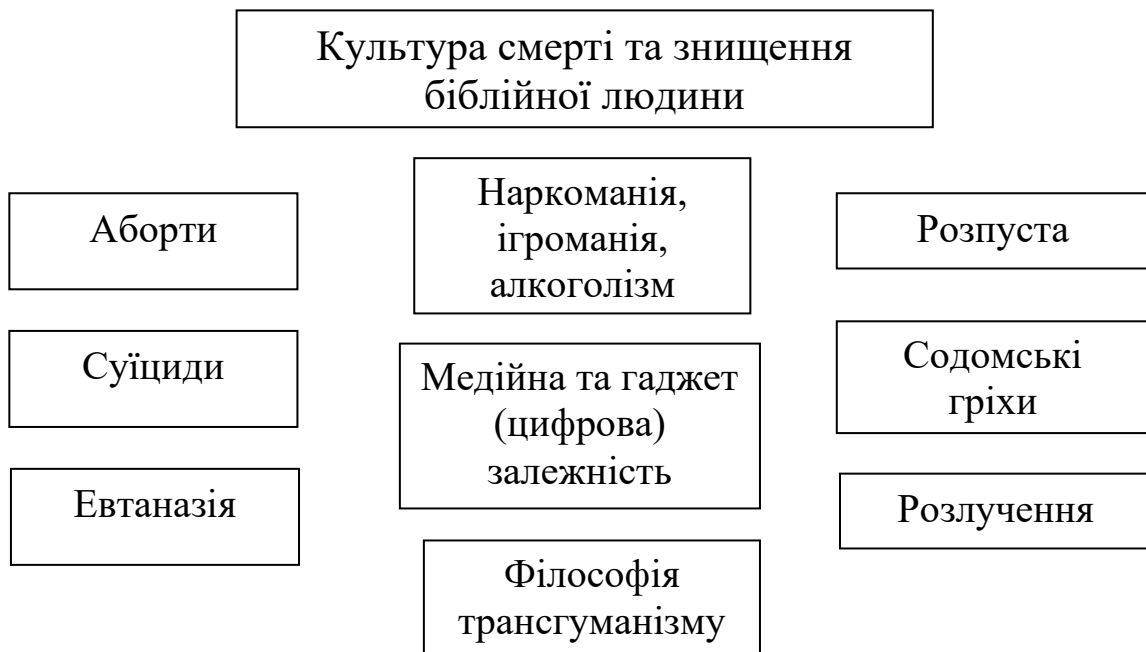 Культура смерті та знищення
біблійної людини
Аборти
Суїциди
Евтаназія
Наркоманія,
ігроманія,
алкоголізм
Медійна та гаджет
(цифрова)
залежність
Філософія
трансгуманізму
Розпуста
Содомські
гріхи
Розлучення